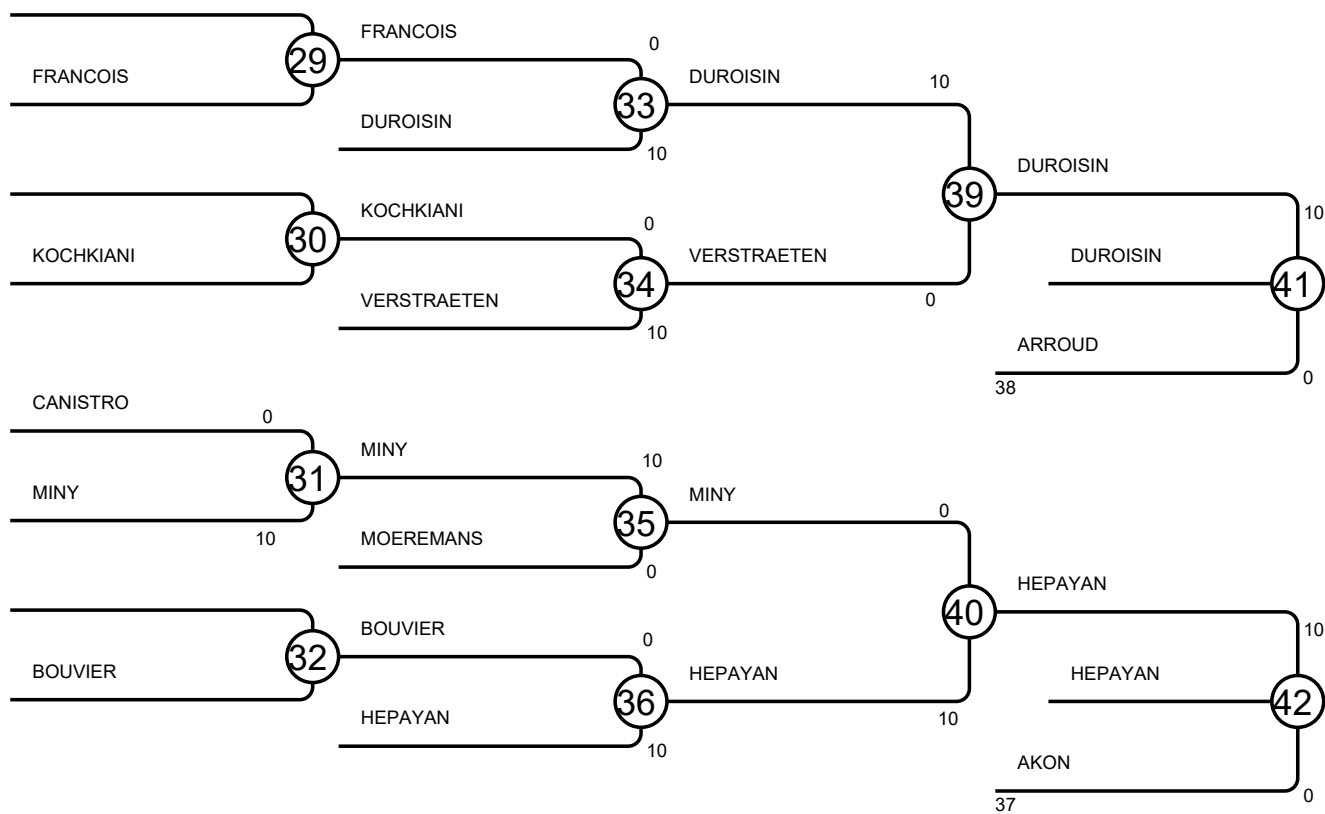 FRANCOIS
29
FRANCOIS
0
DUROISIN
10
33
DUROISIN
10
KOCHKIANI
30
KOCHKIANI
0
VERSTRAETEN
10
34
VERSTRAETEN
0
39
DUROISIN
10
DUROISIN
41
ARROUD
38
0
CANISTRO
0
MINY
10
31
MINY
10
MOEREMANS
0
35
MINY
0
BOUVIER
32
BOUVIER
0
HEPAYAN
10
36
HEPAYAN
10
40
HEPAYAN
10
HEPAYAN
42
AKON
37
0